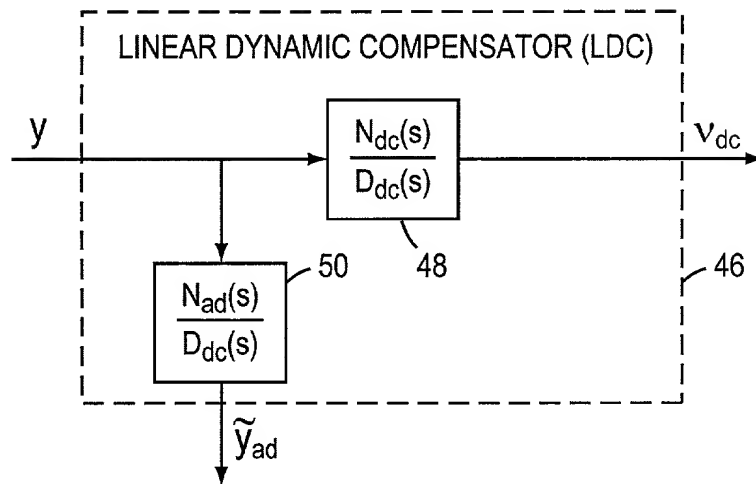 LINEAR DYNAMIC COMPENSATOR (LDC)
y
N_dc(s)
D_dc(s)
ν_dc
48
50
46
N_ad(s)
D_dc(s)
ỹ_ad